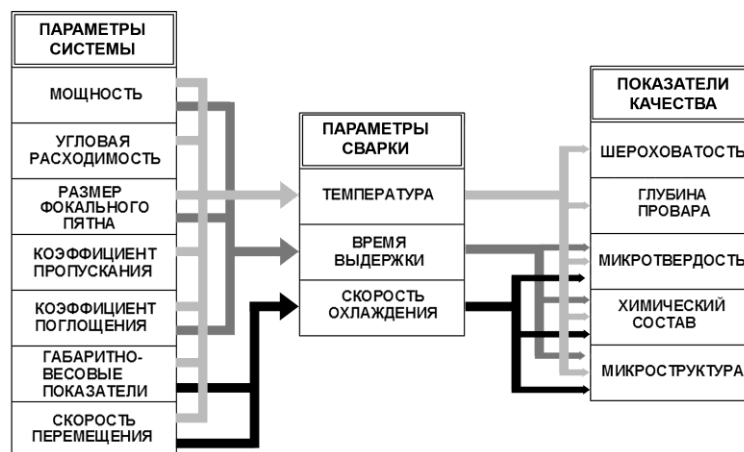 ПАРАМЕТРЫ
СИСТЕМЫ
МОЩНОСТЬ
УГЛОВАЯ
РАСХОДИМОСТЬ
РАЗМЕР
ФОКАЛЬНОГО
ПЯТНА
КОЭФФИЦИЕНТ
ПРОПУСКАНИЯ
КОЭФФИЦИЕНТ
ПОГЛОЩЕНИЯ
ГАБАРИТНО-
ВЕСОВЫЕ
ПОКАЗАТЕЛИ
СКОРОСТЬ
ПЕРЕМЕЩЕНИЯ
ПАРАМЕТРЫ
СВАРКИ
ТЕМПЕРАТУРА
ВРЕМЯ
ВЫДЕРЖКИ
СКОРОСТЬ
ОХЛАЖДЕНИЯ
ПОКАЗАТЕЛИ
КАЧЕСТВА
ШЕРОХОВАТОСТЬ
ГЛУБИНА
ПРОВАРА
МИКРОТВЕРДОСТЬ
ХИМИЧЕСКИЙ
СОСТАВ
МИКРОСТРУКТУРА